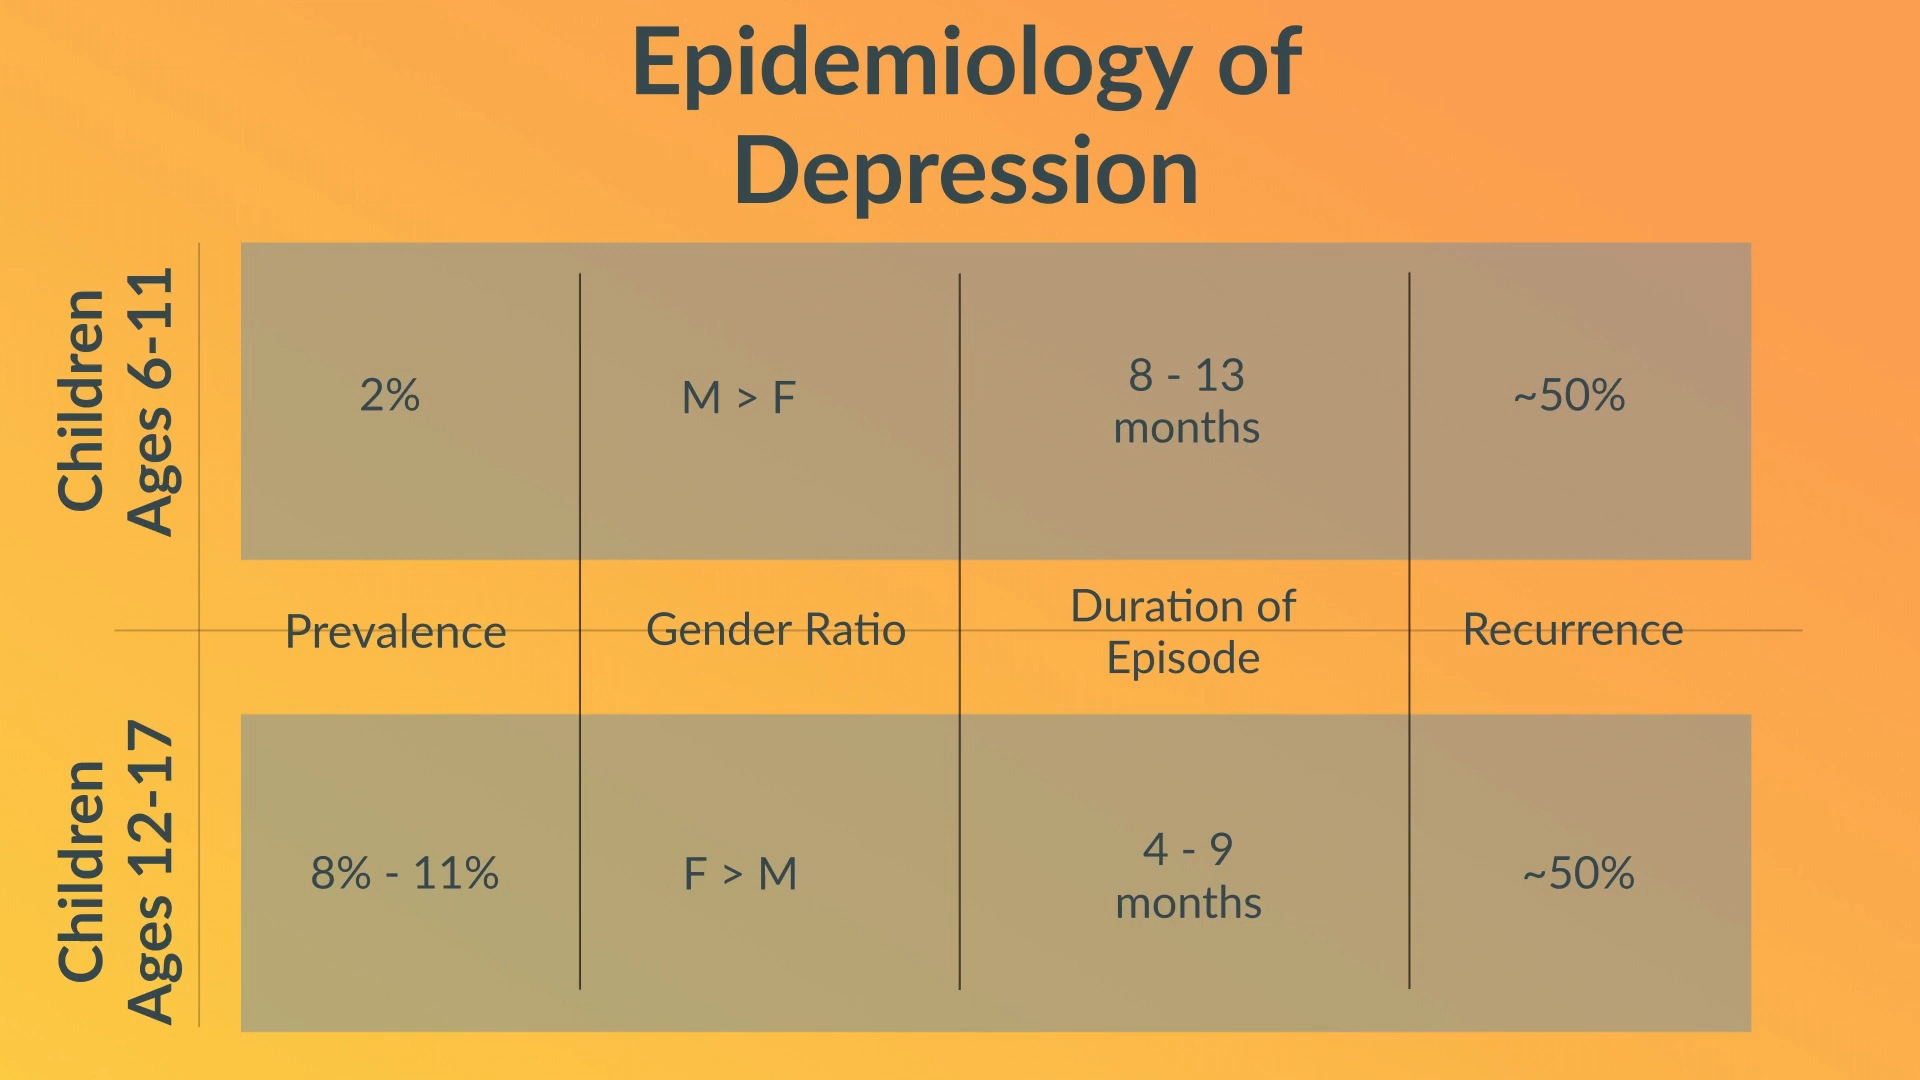 Epidemiology of
Depression
Children
Ages 6-11
2%
M > F
8 - 13
months
~50%
Prevalence
Gender Ratio
Duration of
Episode
Recurrence
Children
Ages 12-17
8% - 11%
F > M
4 - 9
months
~50%